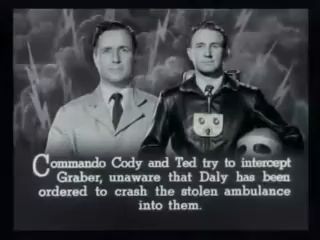 Commando Cody and Ted try to intercept
Graber, unaware that Daly has been
ordered to crash the stolen ambulance
into them.